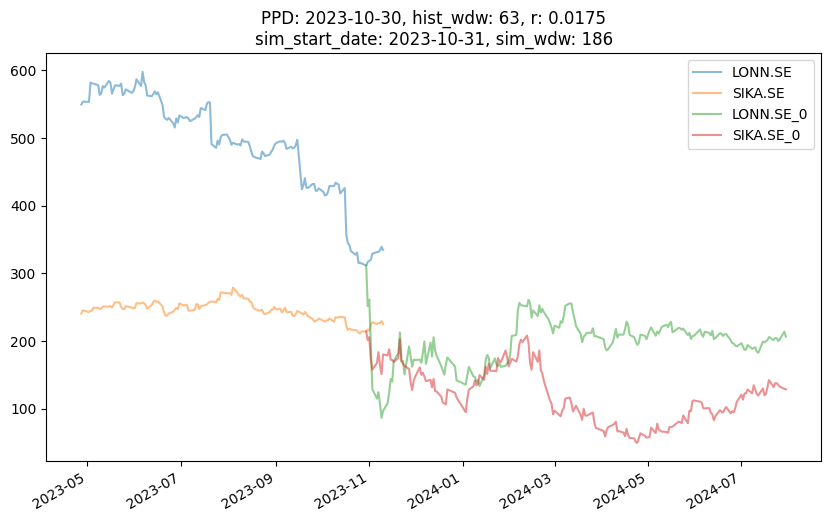 PPD: 2023-10-30, hist_wdw: 63, r: 0.0175
sim_start_date: 2023-10-31, sim_wdw: 186
LONN.SE
SIKA.SE
LONN.SE_0
SIKA.SE_0
600
500
400
300
200
100
2023-05
2023-07
2023-09
2023-11
2024-01
2024-03
2024-05
2024-07